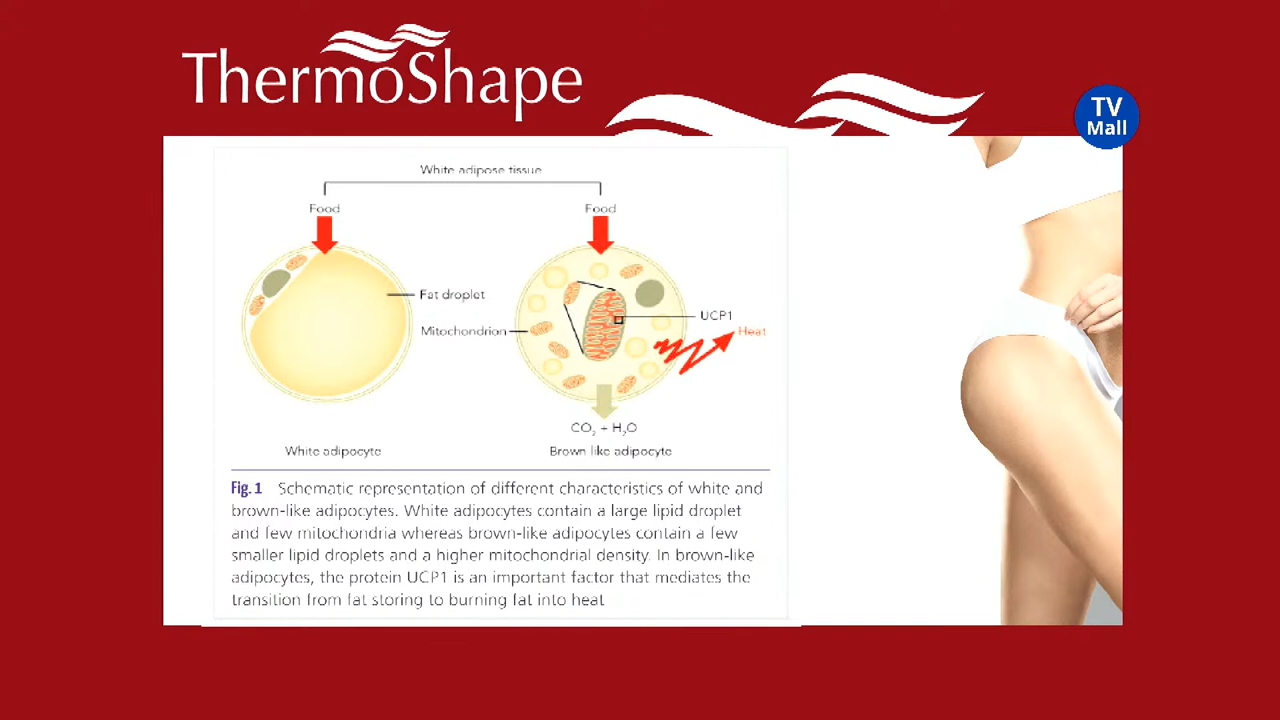 ThermoShape
TV
Mall
White adipose tissue
Food
Food
Fat droplet
Mitochondrion
UCP1
Heat
CO2 + H2O
White adipocyte
Brown like adipocyte
Fig. 1 Schematic representation of different characteristics of white and
brown-like adipocytes. White adipocytes contain a large lipid droplet
and few mitochondria whereas brown-like adipocytes contain a few
smaller lipid droplets and a higher mitochondrial density. In brown-like
adipocytes, the protein UCP1 is an important factor that mediates the
transition from fat storing to burning fat into heat